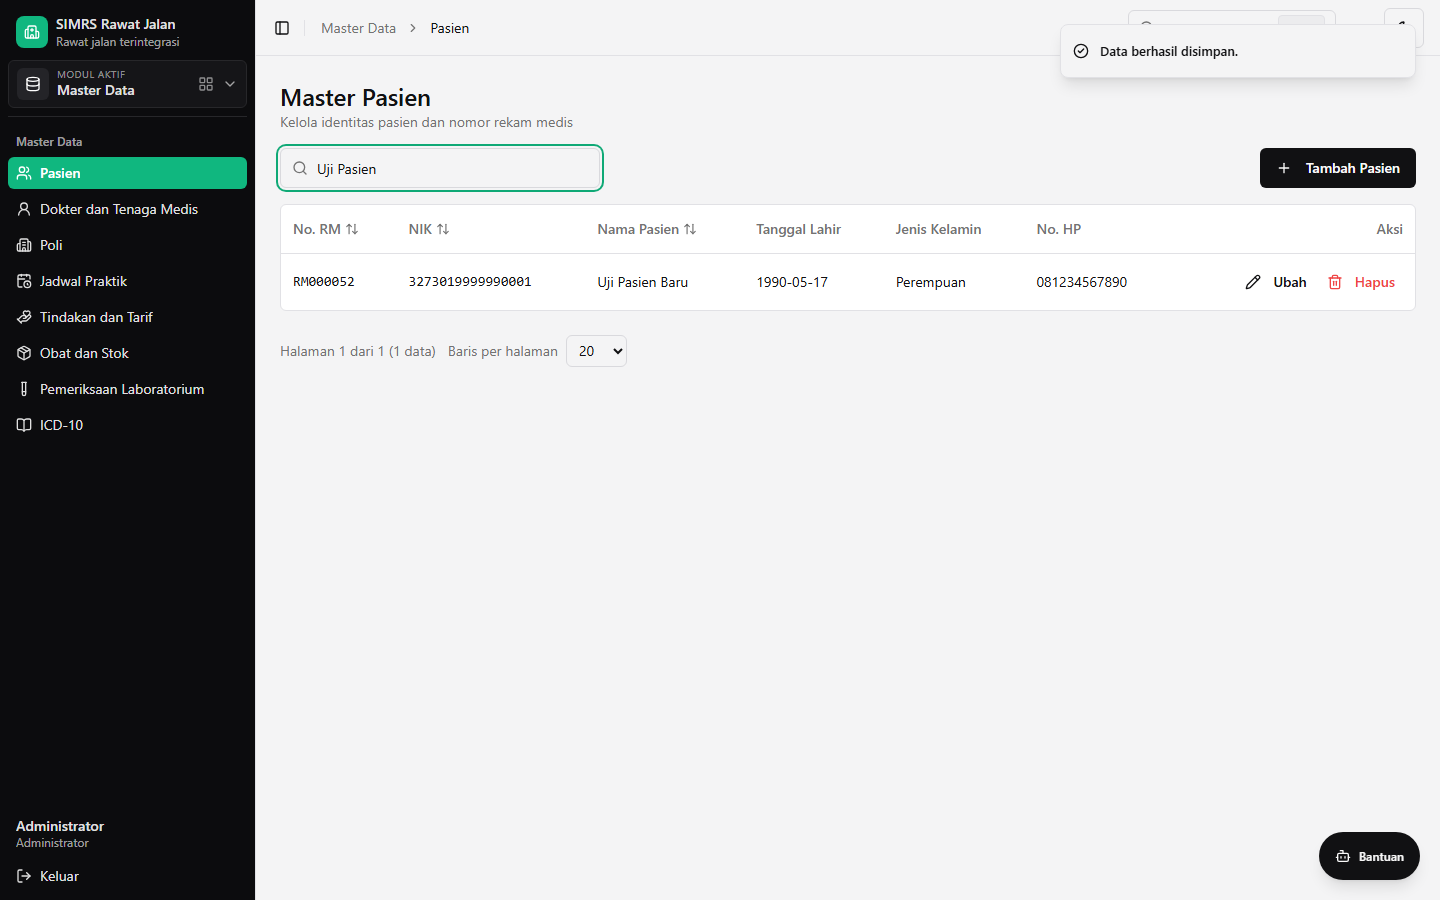 SIMRS Rawat Jalan
Rawat jalan terintegrasi
MODUL AKTIF
Master Data
Master Data
Pasien
Dokter dan Tenaga Medis
Poli
Jadwal Praktik
Tindakan dan Tarif
Obat dan Stok
Pemeriksaan Laboratorium
ICD-10
Administrator
Administrator
Keluar
Master Data > Pasien
Data berhasil disimpan.
Master Pasien
Kelola identitas pasien dan nomor rekam medis
Uji Pasien
Tambah Pasien
No. RM NIK Nama Pasien Tanggal Lahir Jenis Kelamin No. HP Aksi
RM000052 3273019999990001 Uji Pasien Baru 1990-05-17 Perempuan 081234567890 Ubah Hapus
Halaman 1 dari 1 (1 data) Baris per halaman 20
Bantuan